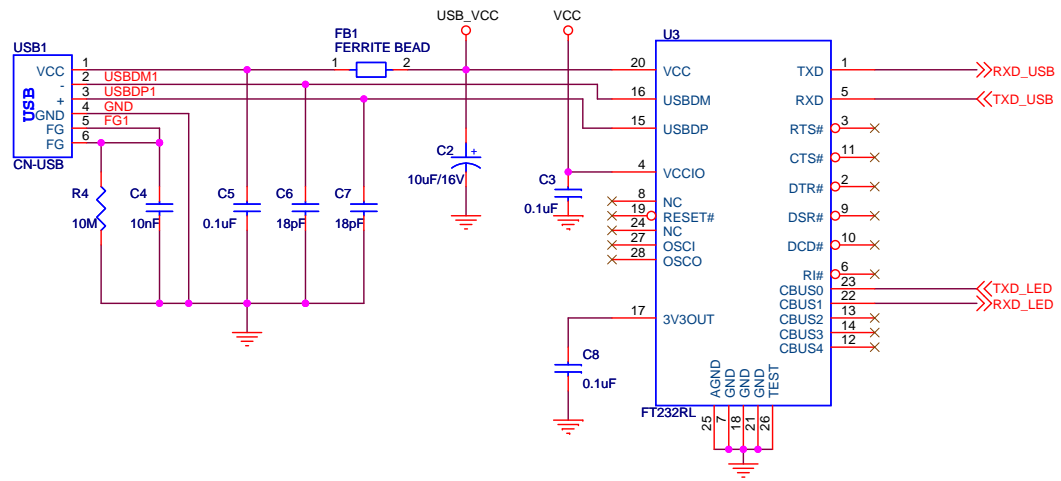 USB_VCC
VCC
USB1
FB1
FERRITE BEAD
U3
1
2
VCC
1
-
2
USBDM1
+
3
USBDP1
GND
4
GND
FG
5
FG1
FG
6
USB
CN-USB
R4
10M
C4
10nF
C5
0.1uF
C6
18pF
C7
18pF
C2
+
10uF/16V
C3
0.1uF
C8
0.1uF
20
VCC
16
USBDM
15
USBDP
4
VCCIO
8
NC
19
RESET#
24
NC
27
OSCI
28
OSCO
17
3V3OUT
TXD
1
RXD_USB
RXD
5
TXD_USB
RTS#
3
CTS#
11
DTR#
2
DSR#
9
DCD#
10
RI#
6
CBUS0
23
TXD_LED
CBUS1
22
RXD_LED
CBUS2
13
CBUS3
14
CBUS4
12
AGND
GND
GND
GND
TEST
FT232RL
25
7
18
21
26